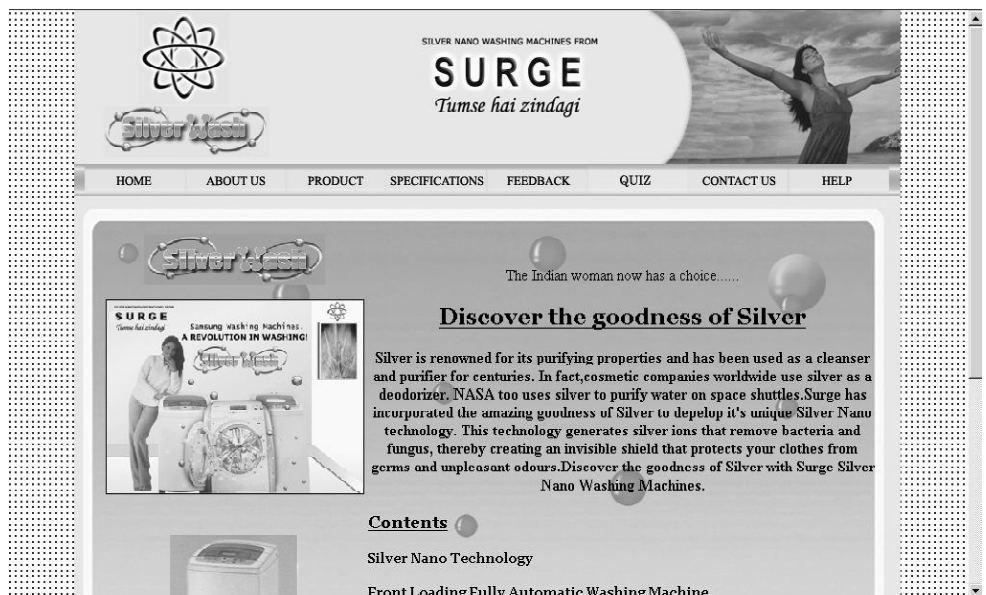 SILVER NANO WASHING MACHINES FROM
SURGE
Tumse hai zindagi
Silver Wash
HOME ABOUT US PRODUCT SPECIFICATIONS FEEDBACK QUIZ CONTACT US HELP
Silver Wash
The Indian woman now has a choice......
SURGE
Tumse hai zindagi
Samsung Washing Machines.
A REVOLUTION IN WASHING!
Silver Wash
Discover the goodness of Silver
Silver is renowned for its purifying properties and has been used as a cleanser
and purifier for centuries. In fact,cosmetic companies worldwide use silver as a
deodorizer. NASA too uses silver to purify water on space shuttles.Surge has
incorporated the amazing goodness of Silver to depelop it's unique Silver Nano
technology. This technology generates silver ions that remove bacteria and
fungus, thereby creating an invisible shield that protects your clothes from
germs and unpleasant odours.Discover the goodness of Silver with Surge Silver
Nano Washing Machines.
Contents
Silver Nano Technology
Front Loading Fully Automatic Washing Machine